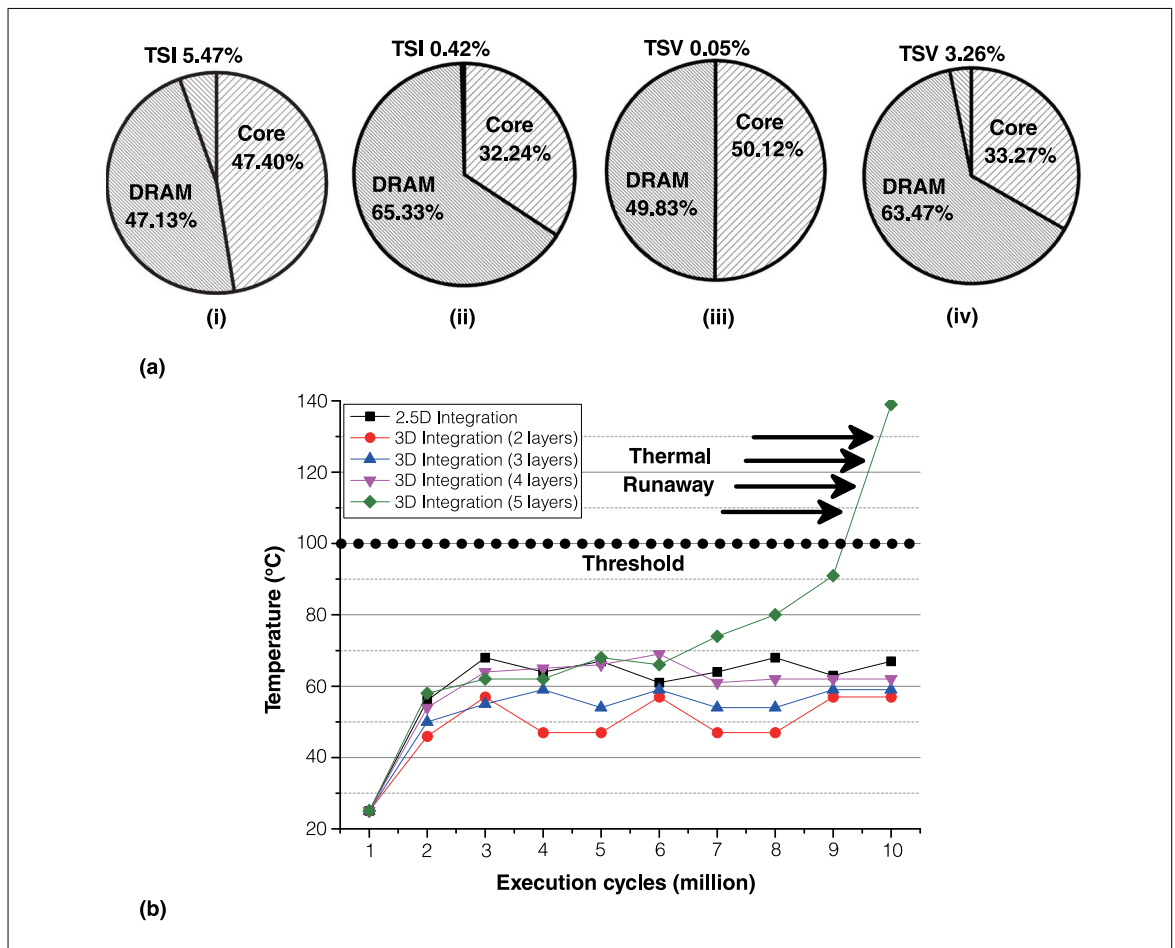 TSI 5.47%
TSI 0.42%
TSV 0.05%
TSV 3.26%
Core
47.40%
DRAM
47.13%
Core
32.24%
DRAM
65.33%
Core
50.12%
DRAM
49.83%
Core
33.27%
DRAM
63.47%
(i)
(ii)
(iii)
(iv)
(a)
140
120
100
80
60
40
20
Temperature (°C)
2.5D Integration
3D Integration (2 layers)
3D Integration (3 layers)
3D Integration (4 layers)
3D Integration (5 layers)
Thermal
Runaway
Threshold
1 2 3 4 5 6 7 8 9 10
Execution cycles (million)
(b)